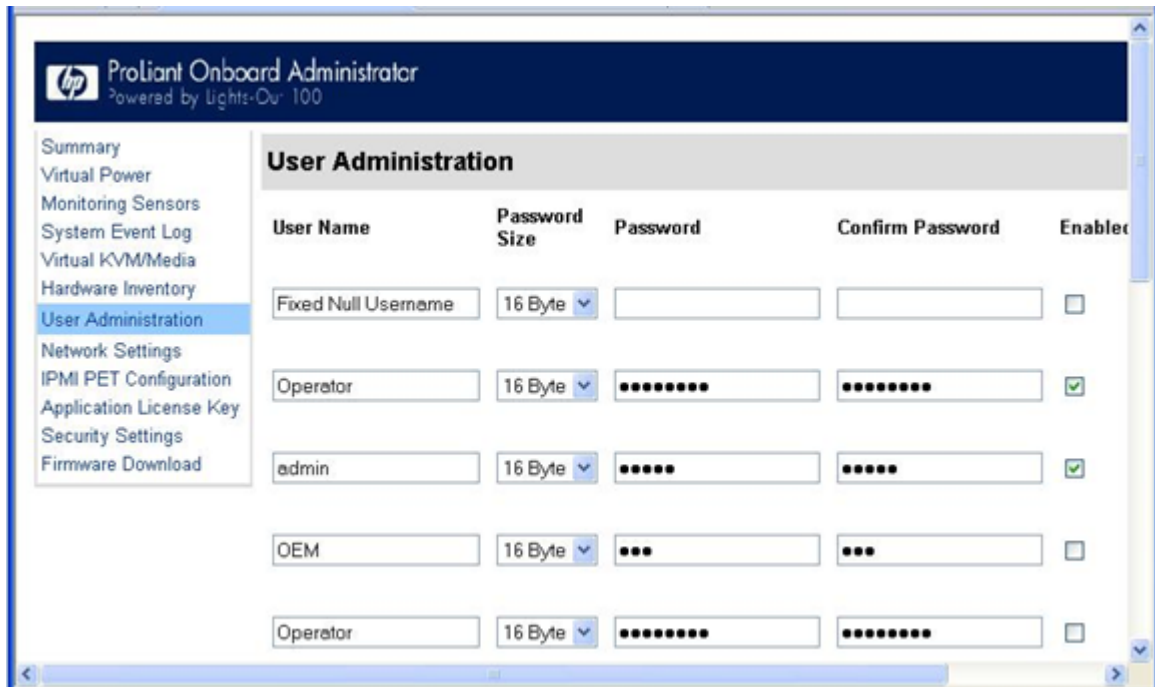 hp ProLiant Onboard Administrator
Powered by Lights-Out 100
Summary
Virtual Power
Monitoring Sensors
System Event Log
Virtual KVM/Media
Hardware Inventory
User Administration
Network Settings
IPMI PET Configuration
Application License Key
Security Settings
Firmware Download
User Administration
User Name Password Size Password Confirm Password Enabled
Fixed Null Username 16 Byte
Operator 16 Byte •••••••• ••••••••
admin 16 Byte ••••• •••••
OEM 16 Byte ••• •••
Operator 16 Byte •••••••• ••••••••